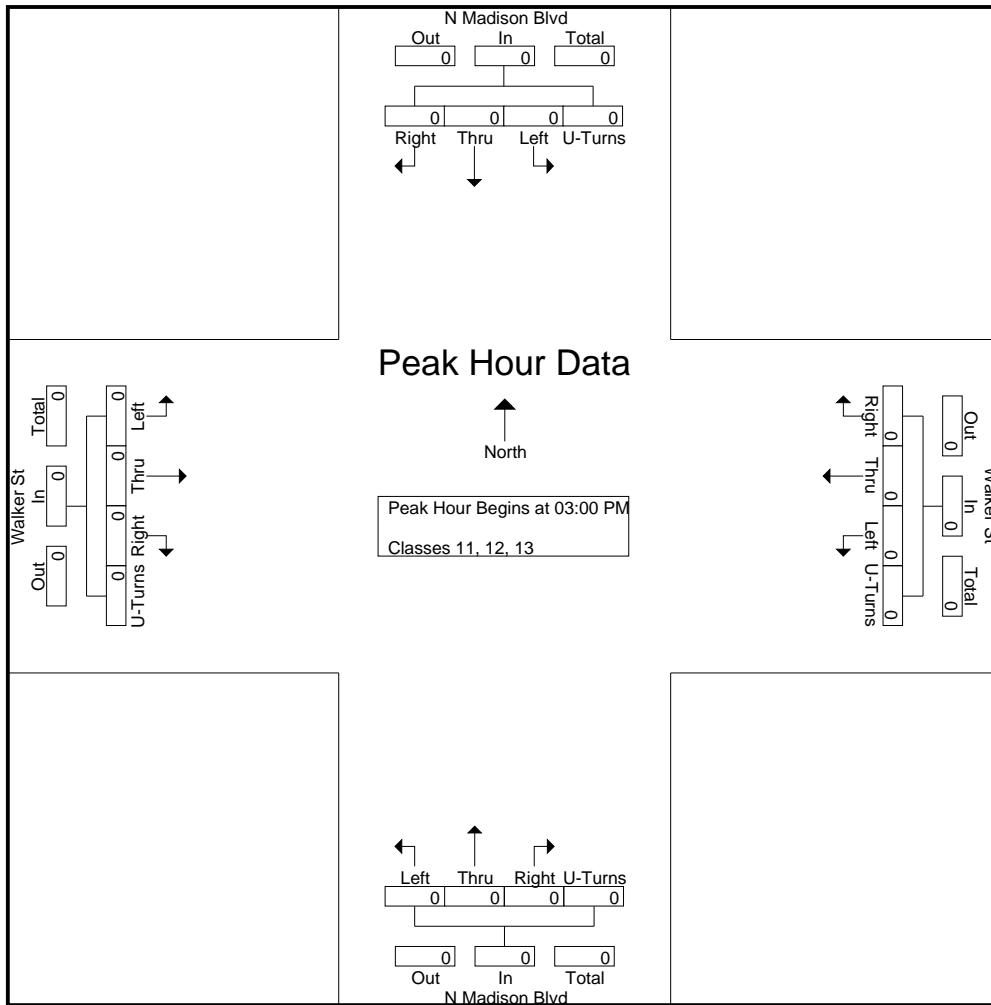 N Madison Blvd
Out In Total
0 0 0
0 0 0 0
Right Thru Left U-Turns
Peak Hour Data
North
Peak Hour Begins at 03:00 PM
Classes 11, 12, 13
Walker St
Total In Out
0 0 0
0 0 0 0
Left Thru Right U-Turns
Right Thru Left U-Turns
0 0 0 0
Out In Total
0 0 0
Walker St
Left Thru Right U-Turns
0 0 0 0
0 0 0
Out In Total
N Madison Blvd